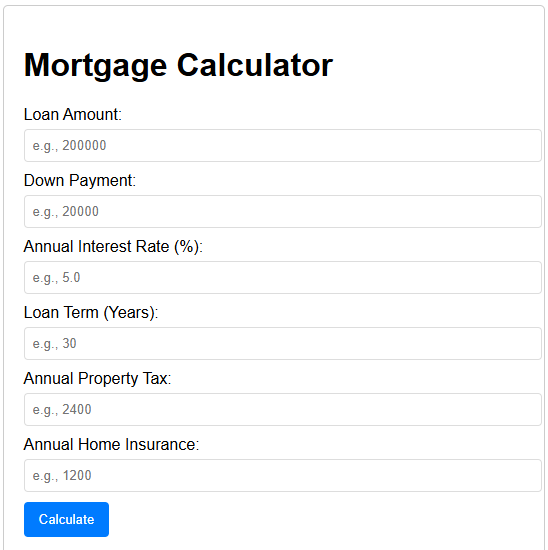 Mortgage Calculator
Loan Amount:
e.g., 200000
Down Payment:
e.g., 20000
Annual Interest Rate (%):
e.g., 5.0
Loan Term (Years):
e.g., 30
Annual Property Tax:
e.g., 2400
Annual Home Insurance:
e.g., 1200
Calculate